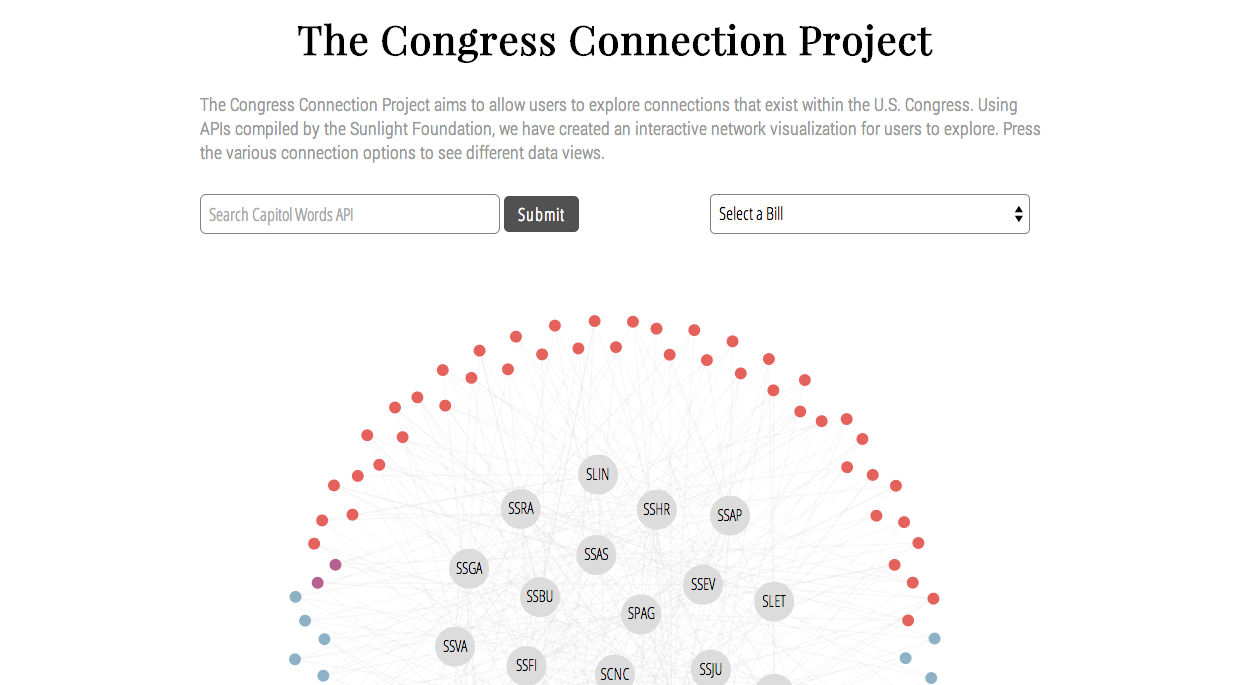 The Congress Connection Project
The Congress Connection Project aims to allow users to explore connections that exist within the U.S. Congress. Using
APIs compiled by the Sunlight Foundation, we have created an interactive network visualization for users to explore. Press
the various connection options to see different data views.
Search Capitol Words API
Submit
Select a Bill
SLIN
SSRA
SSHR
SSAP
SSAS
SSGA
SSEV
SSBU
SLET
SPAG
SSVA
SSFI
SCNC
SSJU